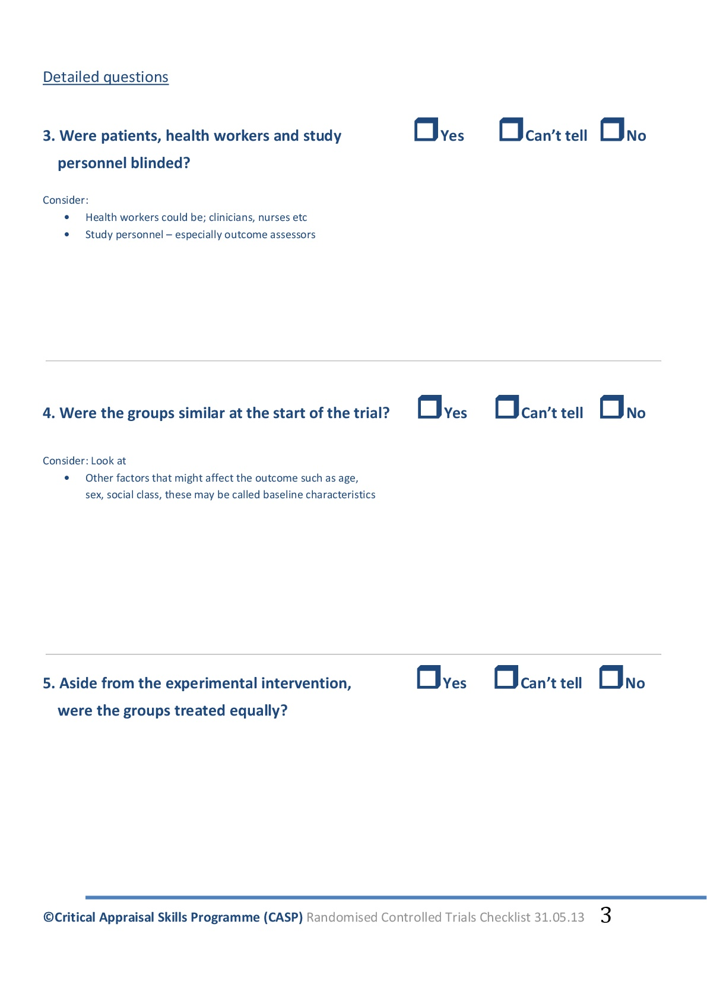 Detailed questions
3. Were patients, health workers and study ❒Yes ❒Can’t tell ❒No
personnel blinded?
Consider:
• Health workers could be; clinicians, nurses etc
• Study personnel – especially outcome assessors
4. Were the groups similar at the start of the trial? ❒Yes ❒Can’t tell ❒No
Consider: Look at
• Other factors that might affect the outcome such as age,
sex, social class, these may be called baseline characteristics
5. Aside from the experimental intervention, ❒Yes ❒Can’t tell ❒No
were the groups treated equally?
©Critical Appraisal Skills Programme (CASP) Randomised Controlled Trials Checklist 31.05.13 3